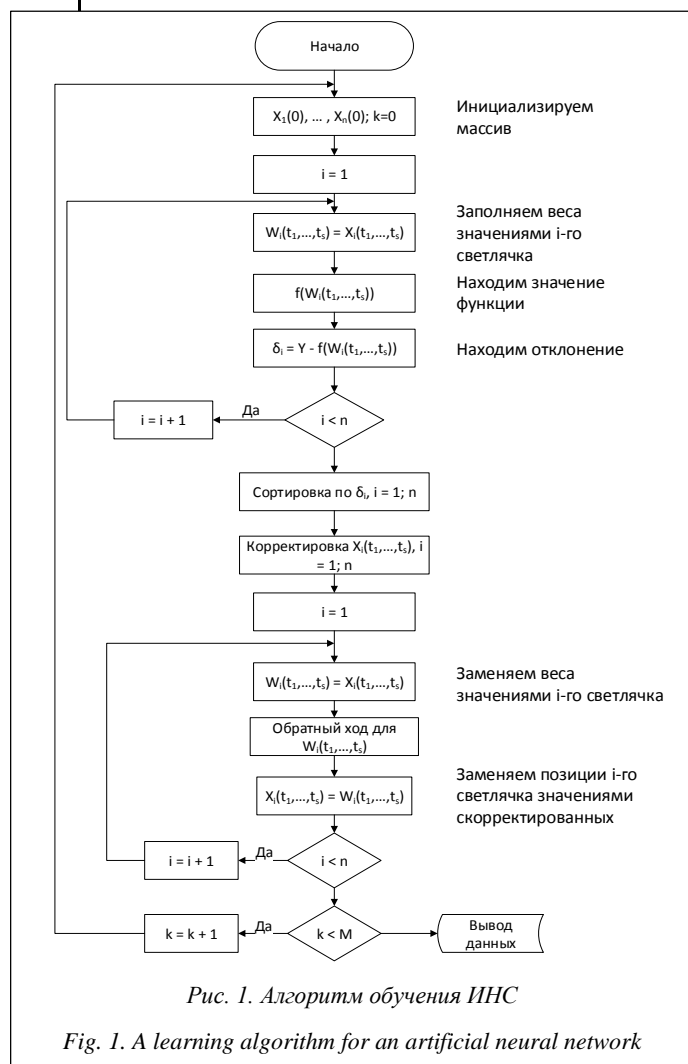 Начало
X₁(0), ... , Xₙ(0); k=0
Инициализируем
массив
i = 1
Wᵢ(t₁,...,tₛ) = Xᵢ(t₁,...,tₛ)
Заполняем веса
значениями i-го
светлячка
f(Wᵢ(t₁,...,tₛ))
Находим значение
функции
δᵢ = Y - f(Wᵢ(t₁,...,tₛ))
Находим отклонение
i = i + 1
Да
i < n
Сортировка по δᵢ, i = 1; n
Корректировка Xᵢ(t₁,...,tₛ), i
= 1; n
i = 1
Wᵢ(t₁,...,tₛ) = Xᵢ(t₁,...,tₛ)
Заменяем веса
значениями i-го светлячка
Обратный ход для
Wᵢ(t₁,...,tₛ)
Xᵢ(t₁,...,tₛ) = Wᵢ(t₁,...,tₛ)
Заменяем позиции i-го
светлячка значениями
скорректированных
i = i + 1
Да
i < n
k = k + 1
Да
k < M
Вывод
данных
Рис. 1. Алгоритм обучения ИНС
Fig. 1. A learning algorithm for an artificial neural network